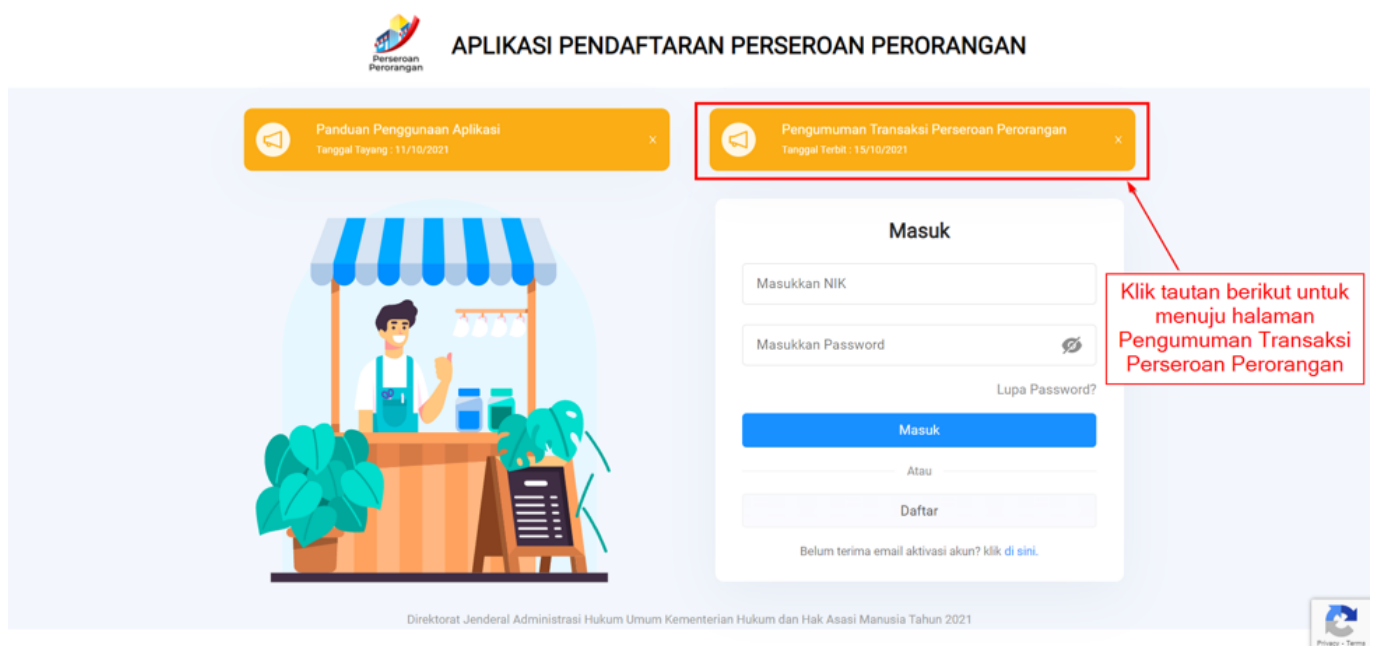 Perseroan
Perorangan
APLIKASI PENDAFTARAN PERSEROAN PERORANGAN
Panduan Penggunaan Aplikasi
Tanggal Tayang : 11/10/2021
×
Pengumuman Transaksi Perseroan Perorangan
Tanggal Terbit : 15/10/2021
×
Masuk
Masukkan NIK
Masukkan Password
Lupa Password?
Masuk
Atau
Daftar
Belum terima email aktivasi akun? klik di sini.
Klik tautan berikut untuk
menuju halaman
Pengumuman Transaksi
Perseroan Perorangan
Direktorat Jenderal Administrasi Hukum Umum Kementerian Hukum dan Hak Asasi Manusia Tahun 2021
Privacy - Terms